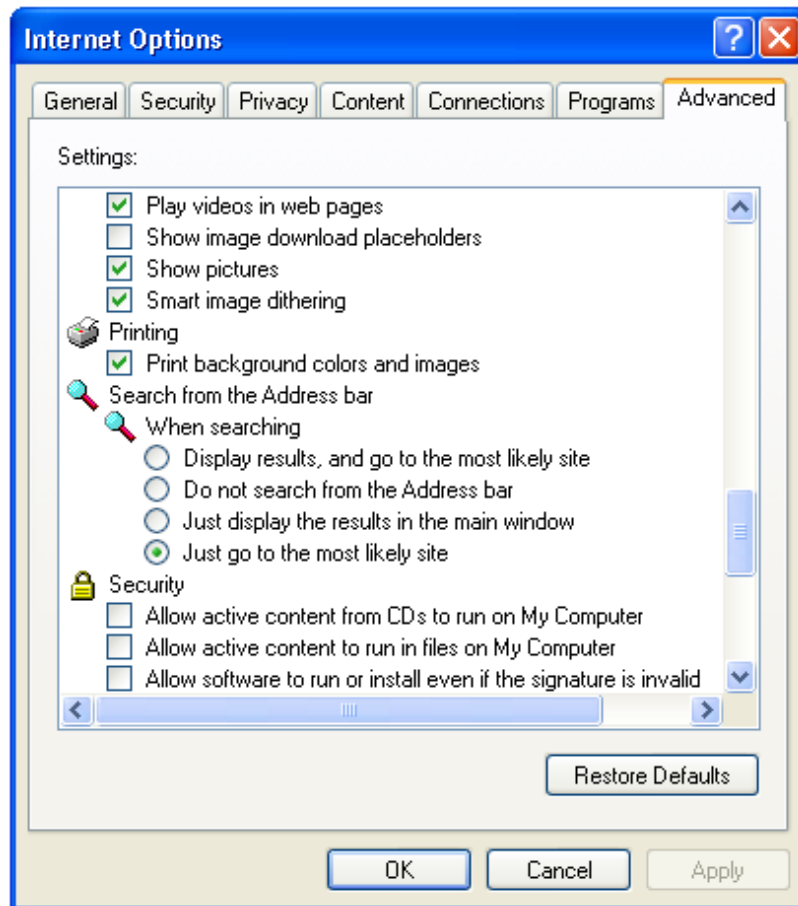 Internet Options
General Security Privacy Content Connections Programs Advanced
Settings:
Play videos in web pages
Show image download placeholders
Show pictures
Smart image dithering
Printing
Print background colors and images
Search from the Address bar
When searching
Display results, and go to the most likely site
Do not search from the Address bar
Just display the results in the main window
Just go to the most likely site
Security
Allow active content from CDs to run on My Computer
Allow active content to run in files on My Computer
Allow software to run or install even if the signature is invalid
Restore Defaults
OK Cancel Apply